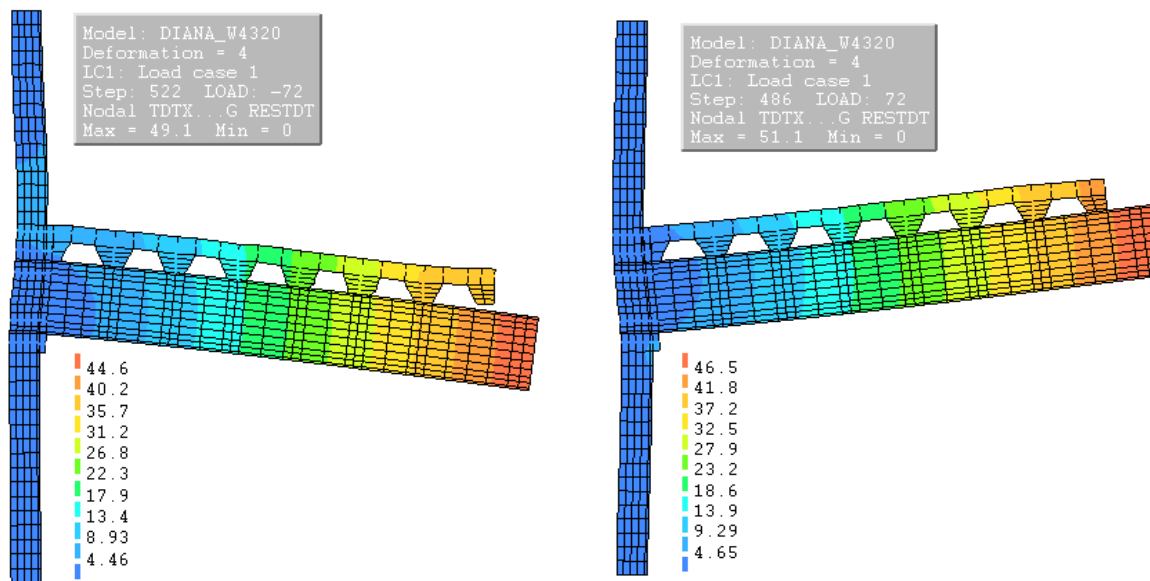 Model: DIANA_W4320
Deformation = 4
LC1: Load case 1
Step: 522 LOAD: -72
Nodal TDTX...G RESTDT
Max = 49.1 Min = 0
44.6
40.2
35.7
31.2
26.8
22.3
17.9
13.4
8.93
4.46
Model: DIANA_W4320
Deformation = 4
LC1: Load case 1
Step: 486 LOAD: 72
Nodal TDTX...G RESTDT
Max = 51.1 Min = 0
46.5
41.8
37.2
32.5
27.9
23.2
18.6
13.9
9.29
4.65